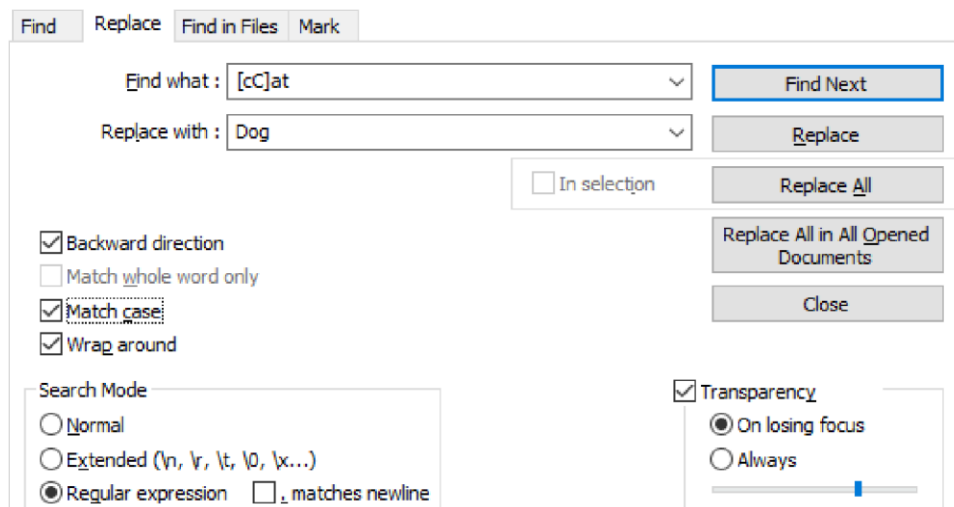 Find Replace Find in Files Mark
Find what : [cC]at
Find Next
Replace with : Dog
Replace
In selection
Replace All
Backward direction
Replace All in All Opened
Documents
Match whole word only
Match case
Close
Wrap around
Search Mode
Transparency
Normal
On losing focus
Extended (\n, \r, \t, \0, \x...)
Always
Regular expression . matches newline